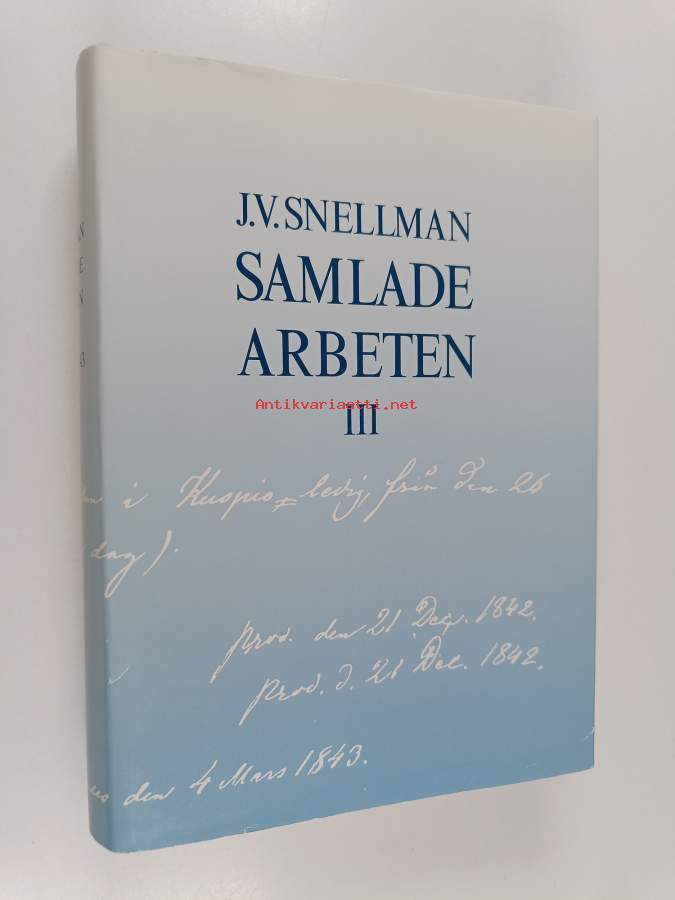 J.V. SNELLMAN
SAMLADE
ARBETEN
Antikvariaatti.net
III
i Kuopio ledig, från den 26
dag).
prod. den 21 Dec. 1842.
prod. d. 21 Dec. 1842.
den 4 Mars 1843.
N
E
N
3